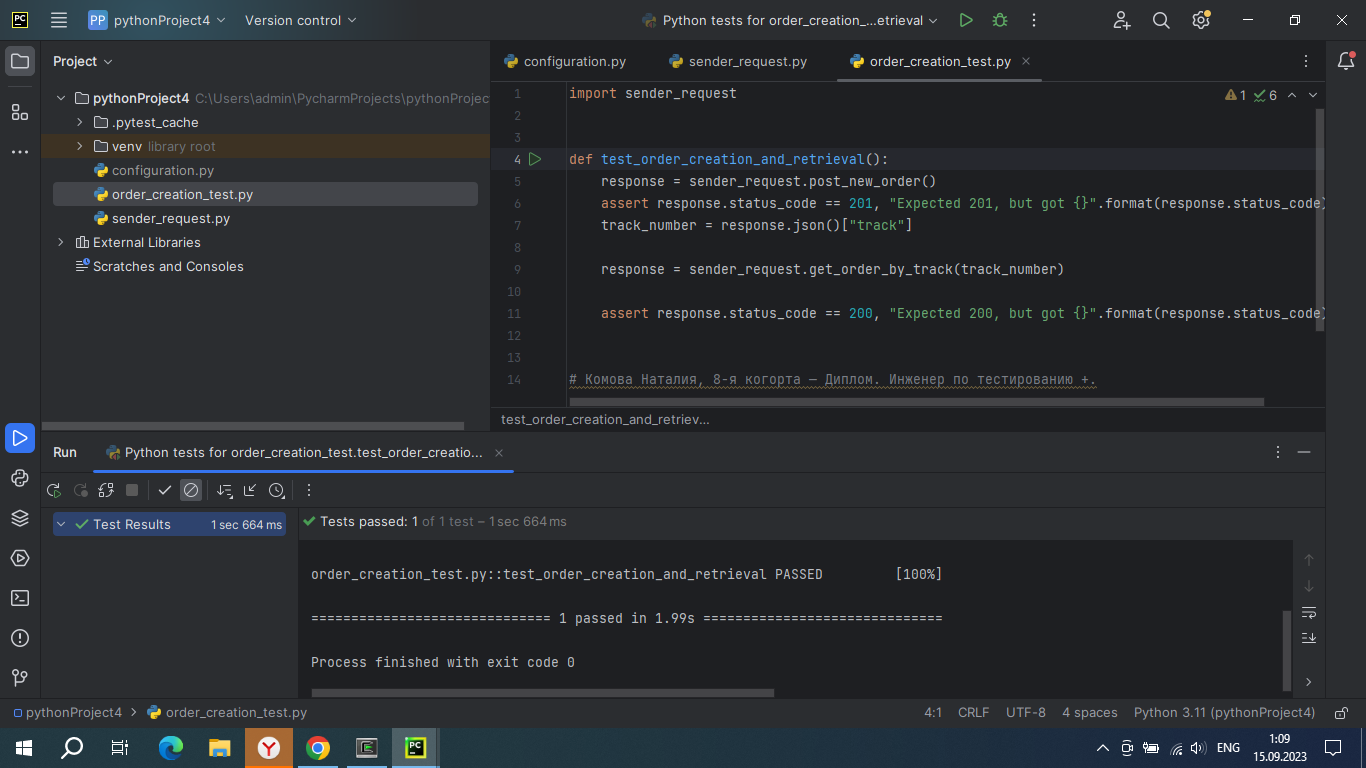 PC PP pythonProject4 Version control Python tests for order_creation_...etrieval
Project
pythonProject4 C:\Users\admin\PycharmProjects\pythonProjec
.pytest_cache
venv library root
configuration.py
order_creation_test.py
sender_request.py
External Libraries
Scratches and Consoles
configuration.py sender_request.py order_creation_test.py
1 import sender_request
1 6
2
3
4 def test_order_creation_and_retrieval():
5 response = sender_request.post_new_order()
6 assert response.status_code == 201, "Expected 201, but got {}".format(response.status_code)
7 track_number = response.json()["track"]
8
9 response = sender_request.get_order_by_track(track_number)
10
11 assert response.status_code == 200, "Expected 200, but got {}".format(response.status_code)
12
13
14 # Комова Наталия, 8-я когорта — Диплом. Инженер по тестированию +.
test_order_creation_and_retriev...
Run Python tests for order_creation_test.test_order_creatio...
Test Results 1 sec 664 ms
Tests passed: 1 of 1 test – 1 sec 664 ms
order_creation_test.py::test_order_creation_and_retrieval PASSED [100%]
============================== 1 passed in 1.99s ==============================
Process finished with exit code 0
pythonProject4 order_creation_test.py 4:1 CRLF UTF-8 4 spaces Python 3.11 (pythonProject4)
Y PC ENG 1:09
15.09.2023